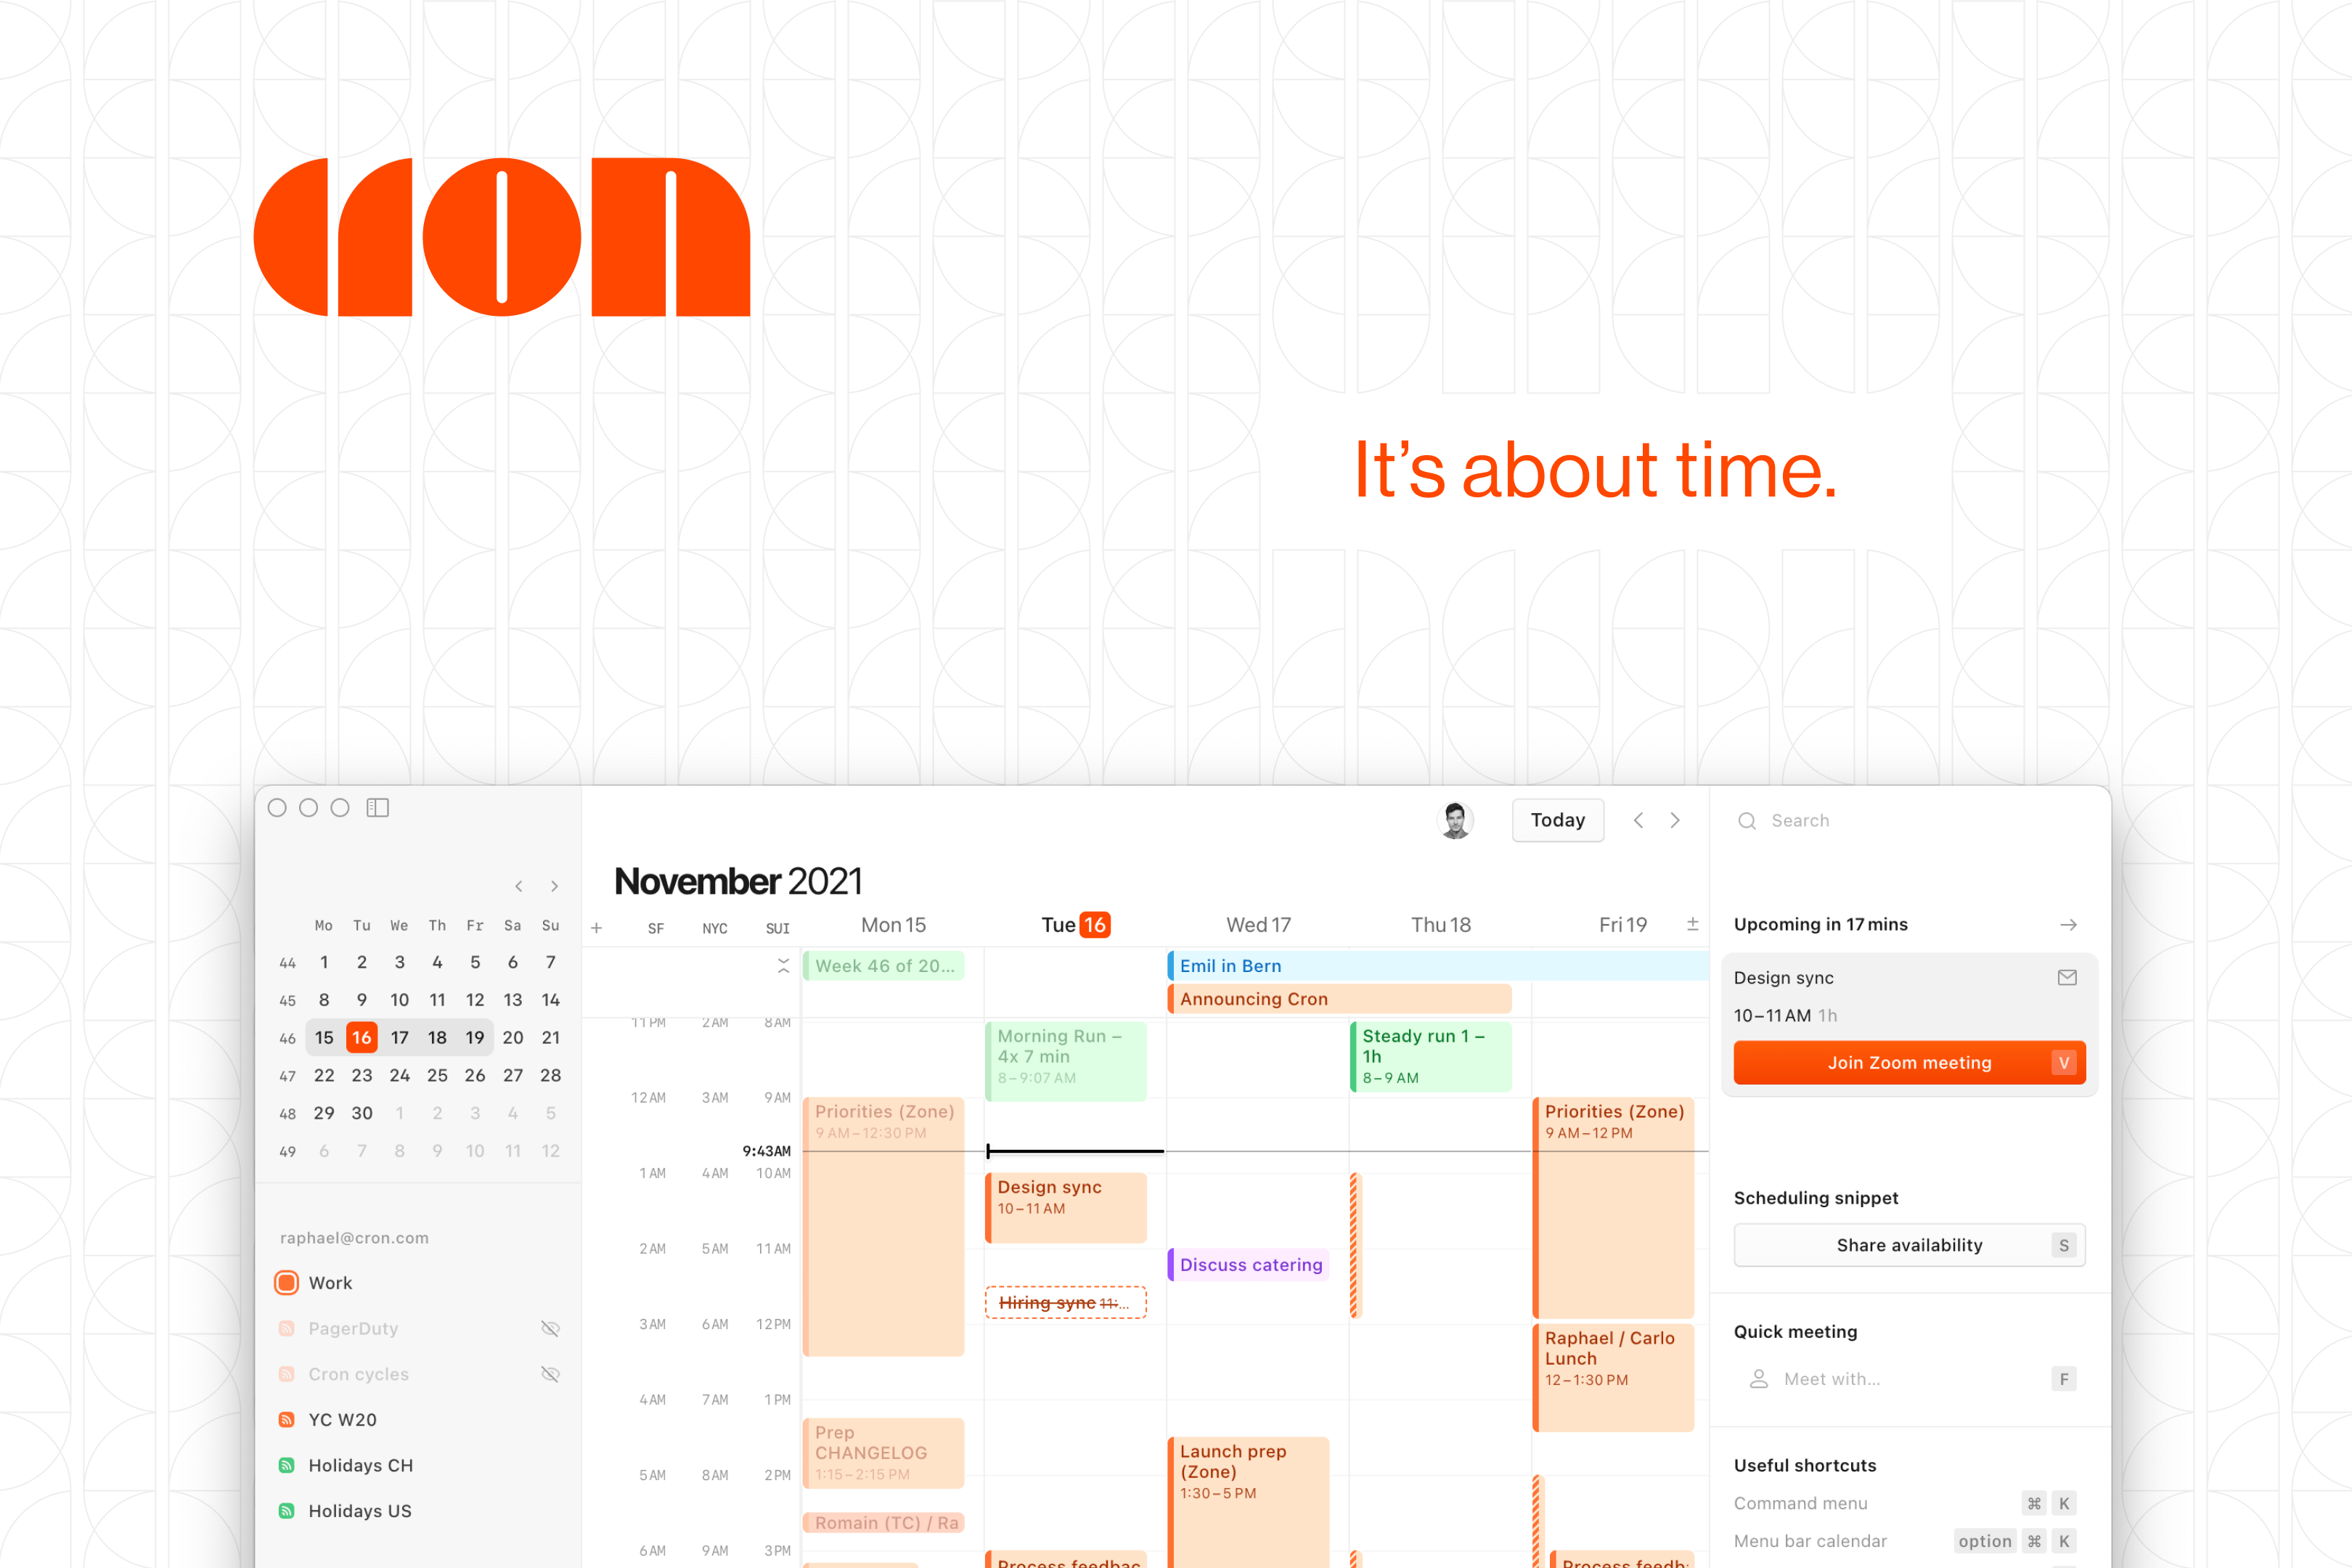 cron
It’s about time.
Today
Search
November 2021
Mo Tu We Th Fr Sa Su
44 1 2 3 4 5 6 7
45 8 9 10 11 12 13 14
46 15 16 17 18 19 20 21
47 22 23 24 25 26 27 28
48 29 30 1 2 3 4 5
49 6 7 8 9 10 11 12
raphael@cron.com
Work
PagerDuty
Cron cycles
YC W20
Holidays CH
Holidays US
+ SF NYC SUI Mon 15 Tue 16 Wed 17 Thu 18 Fri 19 ±
Week 46 of 20...
Emil in Bern
Announcing Cron
11 PM 2 AM 8 AM
12 AM 3 AM 9 AM
9:43AM
1 AM 4 AM 10 AM
2 AM 5 AM 11 AM
3 AM 6 AM 12 PM
4 AM 7 AM 1 PM
5 AM 8 AM 2 PM
6 AM 9 AM 3 PM
Priorities (Zone)
9 AM – 12:30 PM
Prep
CHANGELOG
1:15 – 2:15 PM
Romain (TC) / Ra
Morning Run –
4x 7 min
8 – 9:07 AM
Design sync
10 – 11 AM
Hiring sync 11:...
Process feedbac
Discuss catering
Launch prep
(Zone)
1:30 – 5 PM
Steady run 1 –
1h
8 – 9 AM
Priorities (Zone)
9 AM – 12 PM
Raphael / Carlo
Lunch
12 – 1:30 PM
Process feedb
Upcoming in 17 mins
Design sync
10 – 11 AM 1h
Join Zoom meeting V
Scheduling snippet
Share availability S
Quick meeting
Meet with... F
Useful shortcuts
Command menu ⌘ K
Menu bar calendar option ⌘ K